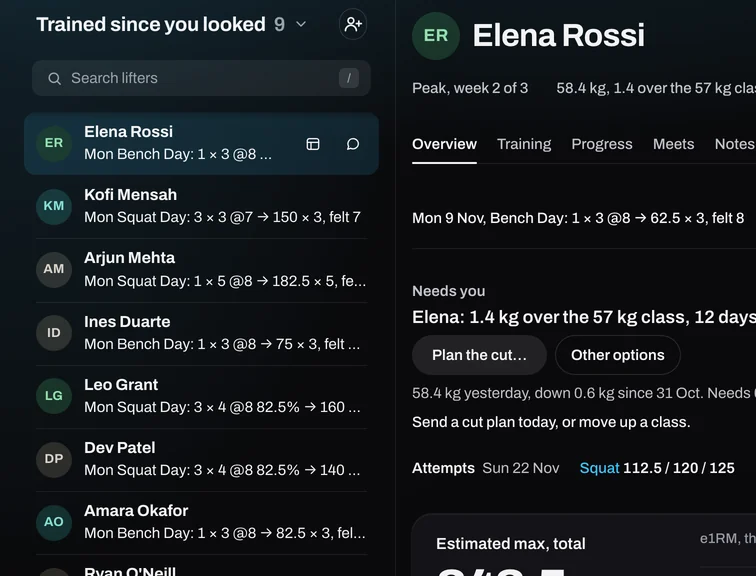 Trained since you looked 9
Search lifters /
ER Elena Rossi
Mon Bench Day: 1 × 3 @8 ...
KM Kofi Mensah
Mon Squat Day: 3 × 3 @7 → 150 × 3, felt 7
AM Arjun Mehta
Mon Squat Day: 1 × 5 @8 → 182.5 × 5, fe...
ID Ines Duarte
Mon Bench Day: 1 × 3 @8 → 75 × 3, felt ...
LG Leo Grant
Mon Squat Day: 3 × 4 @8 82.5% → 160 ...
DP Dev Patel
Mon Squat Day: 3 × 4 @8 82.5% → 140 ...
AO Amara Okafor
Mon Bench Day: 1 × 3 @8 → 82.5 × 3, fel...
Ryan O'Neill
ER Elena Rossi
Peak, week 2 of 3 58.4 kg, 1.4 over the 57 kg
Overview Training Progress Meets Notes
Mon 9 Nov, Bench Day: 1 × 3 @8 → 62.5 × 3, felt 8
Needs you
Elena: 1.4 kg over the 57 kg class, 12 days
Plan the cut... Other options
58.4 kg yesterday, down 0.6 kg since 31 Oct. Needs
Send a cut plan today, or move up a class.
Attempts Sun 22 Nov Squat 112.5 / 120 / 125
Estimated max, total
e1RM,